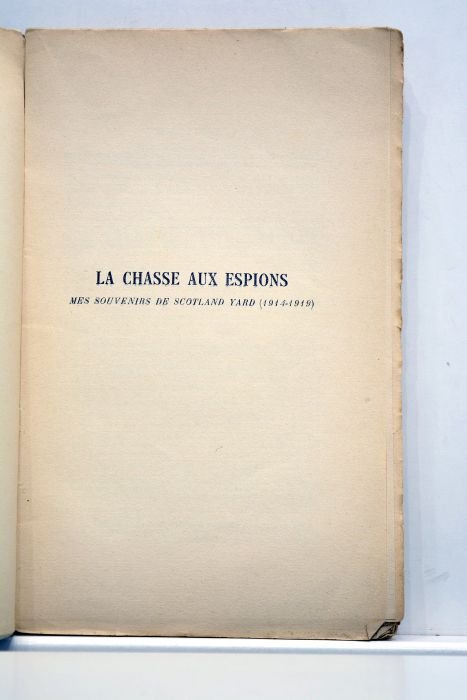 LA CHASSE AUX ESPIONS
MES SOUVENIRS DE SCOTLAND YARD (1914-1919)